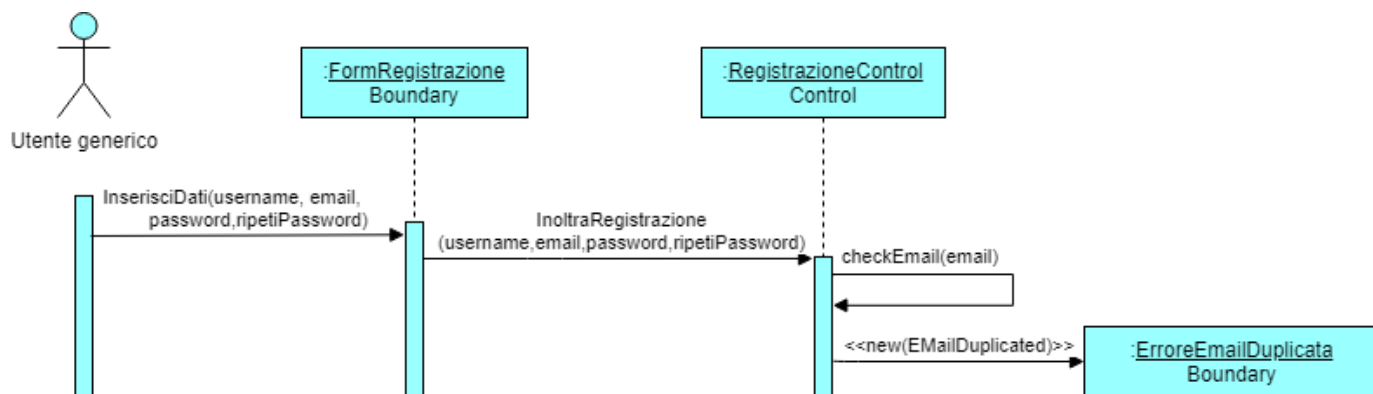 :FormRegistrazione
Boundary
:RegistrazioneControl
Control
Utente generico
InserisciDati(username, email,
password,ripetiPassword)
InoltraRegistrazione
(username,email,password,ripetiPassword)
checkEmail(email)
<<new(EMailDuplicated)>>
:ErroreEmailDuplicata
Boundary